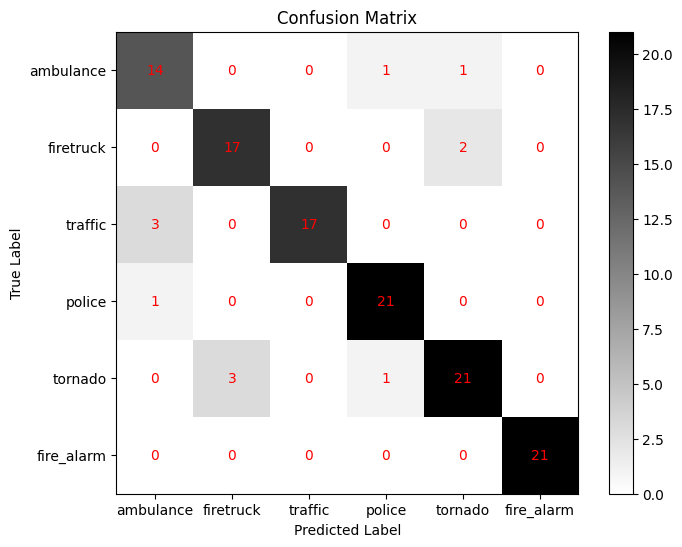 Confusion Matrix
ambulance 14 0 0 1 1 0
firetruck 0 17 0 0 2 0
traffic 3 0 17 0 0 0
police 1 0 0 21 0 0
tornado 0 3 0 1 21 0
fire_alarm 0 0 0 0 0 21
ambulance firetruck traffic police tornado fire_alarm
Predicted Label
True Label
20.0
17.5
15.0
12.5
10.0
7.5
5.0
2.5
0.0